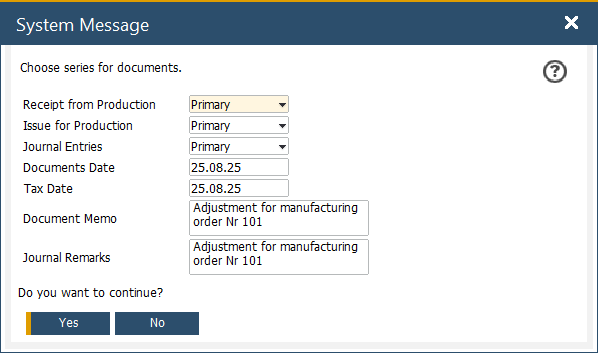 System Message
Choose series for documents.
Receipt from Production Primary
Issue for Production Primary
Journal Entries Primary
Documents Date 25.08.25
Tax Date 25.08.25
Document Memo Adjustment for manufacturing
order Nr 101
Journal Remarks Adjustment for manufacturing
order Nr 101
Do you want to continue?
Yes No